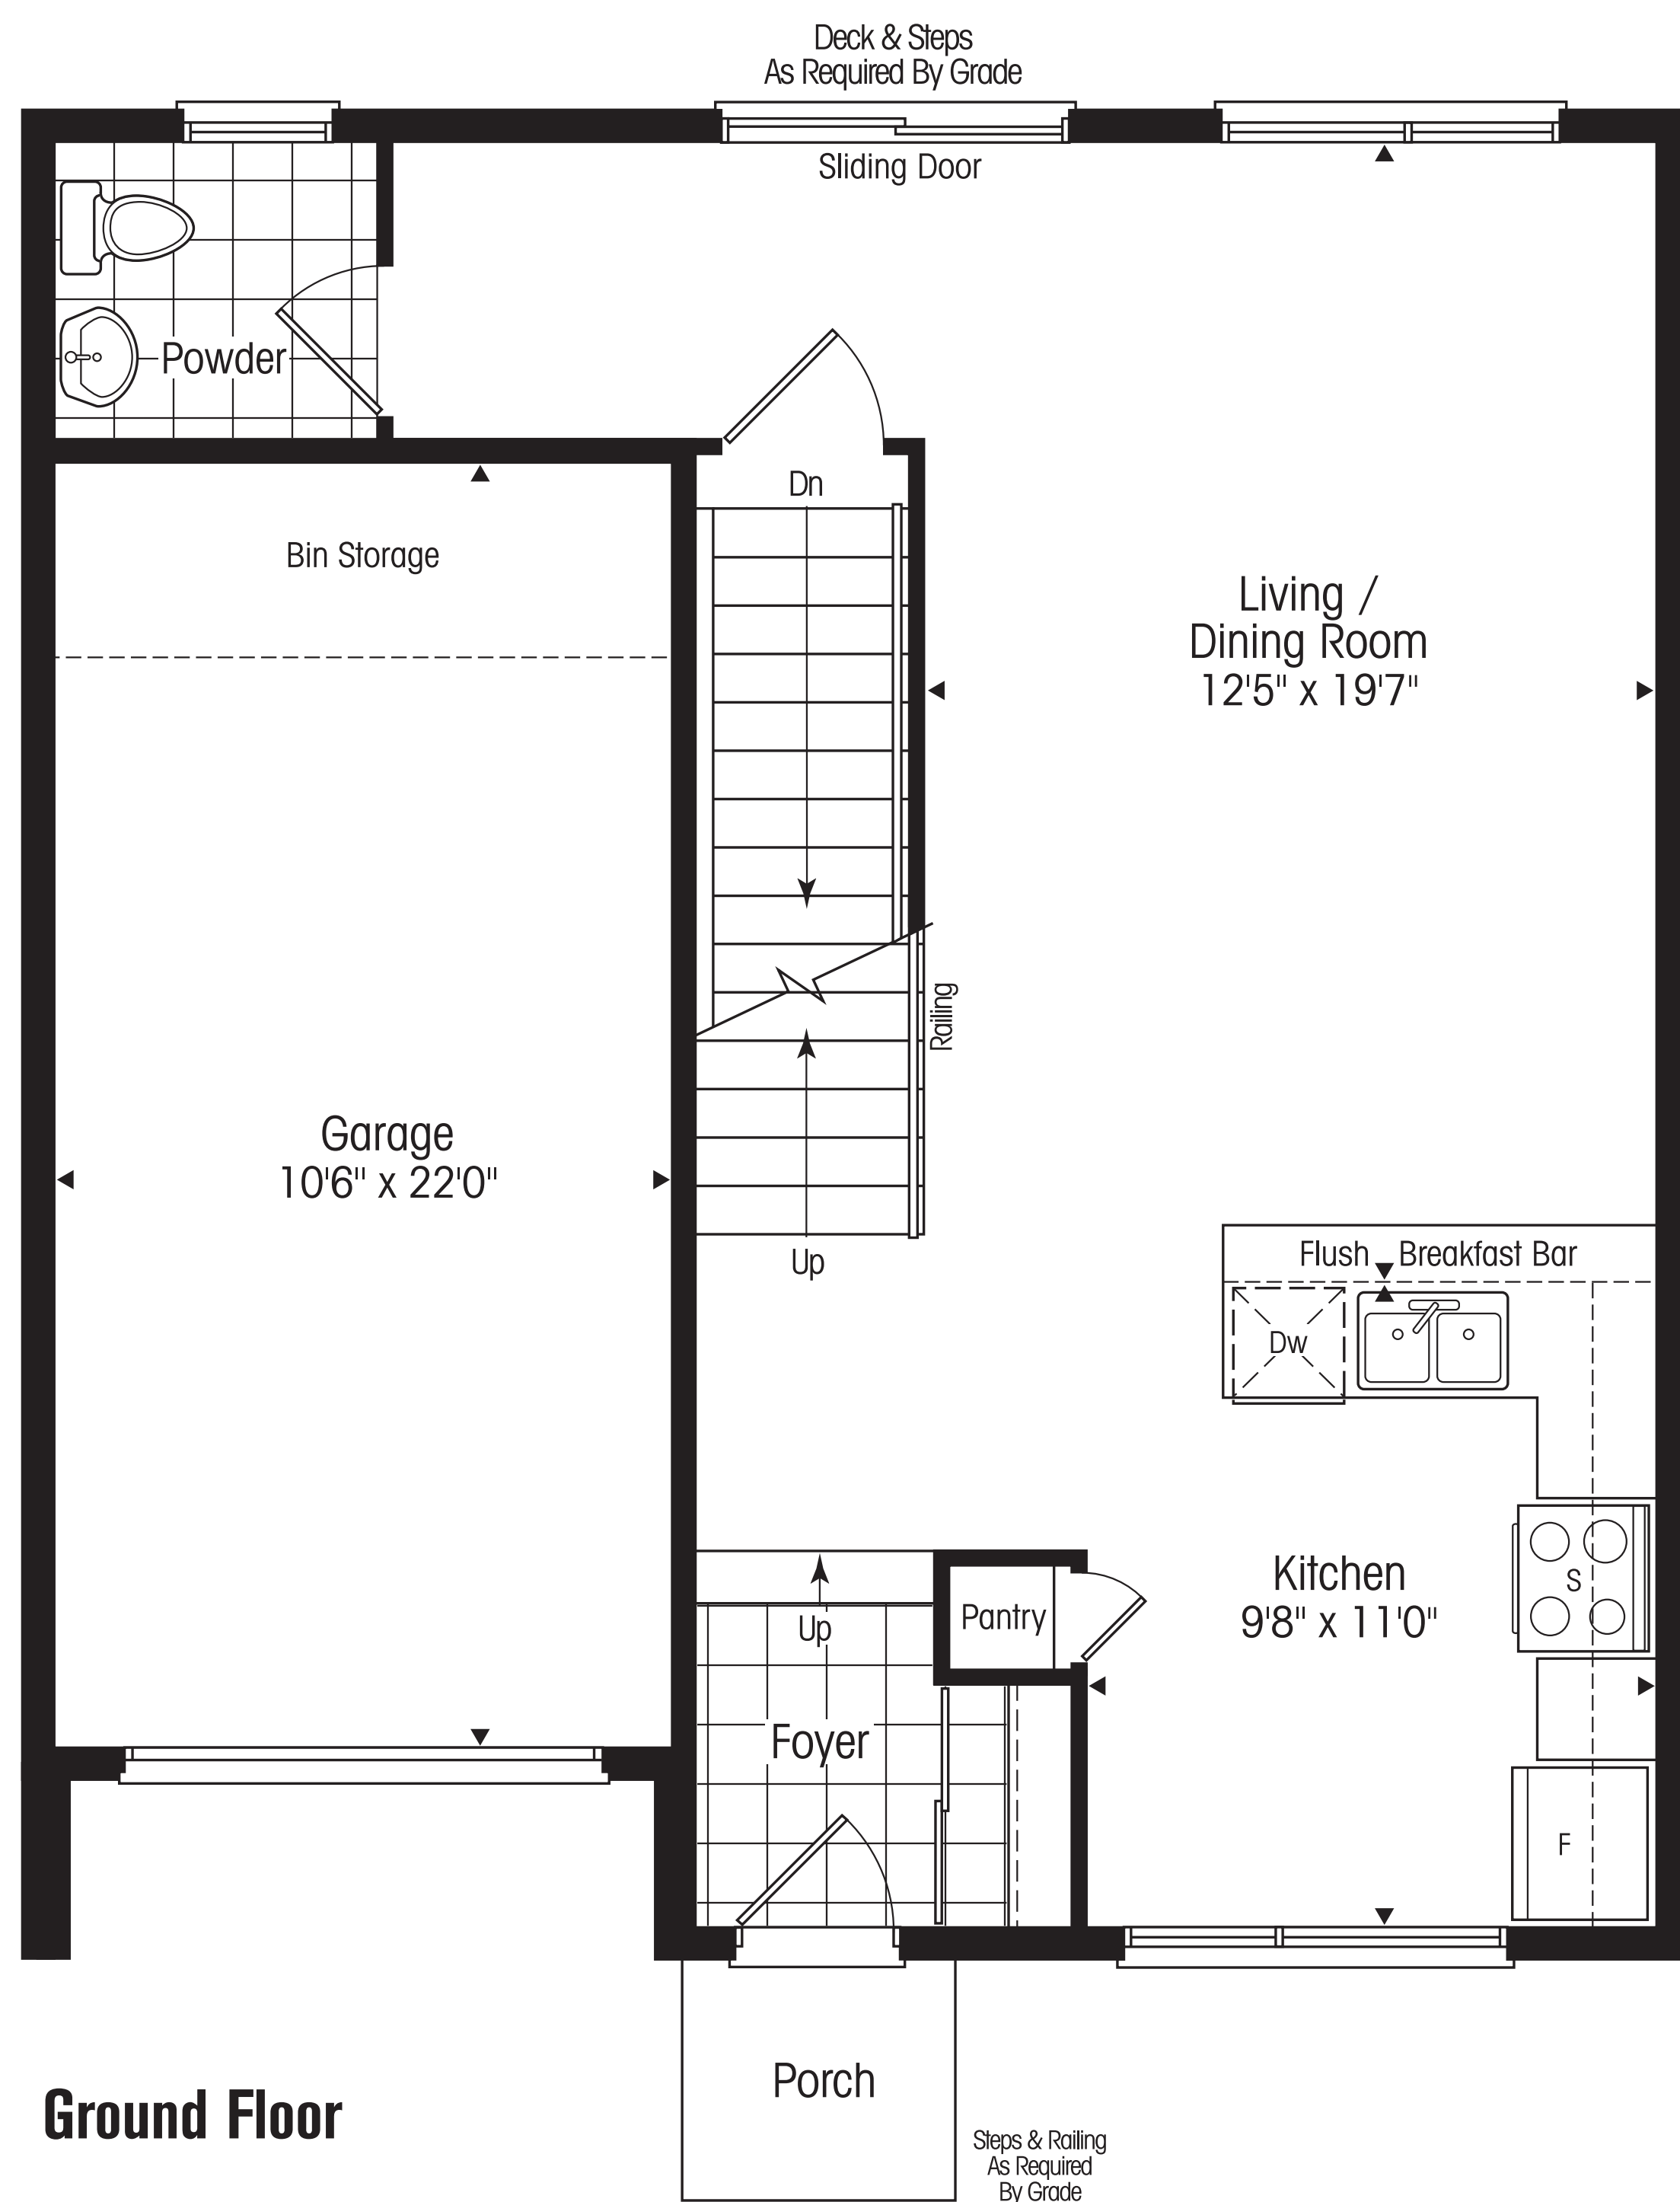 Deck & Steps
As Required By Grade
Sliding Door
Powder
Dn
Bin Storage
Living /
Dining Room
12'5" x 19'7"
Railing
Garage
10'6" x 22'0"
Up
Flush Breakfast Bar
Dw
Kitchen
9'8" x 11'0"
S
Pantry
Up
Foyer
F
Porch
Ground Floor
Steps & Railing
As Required
By Grade